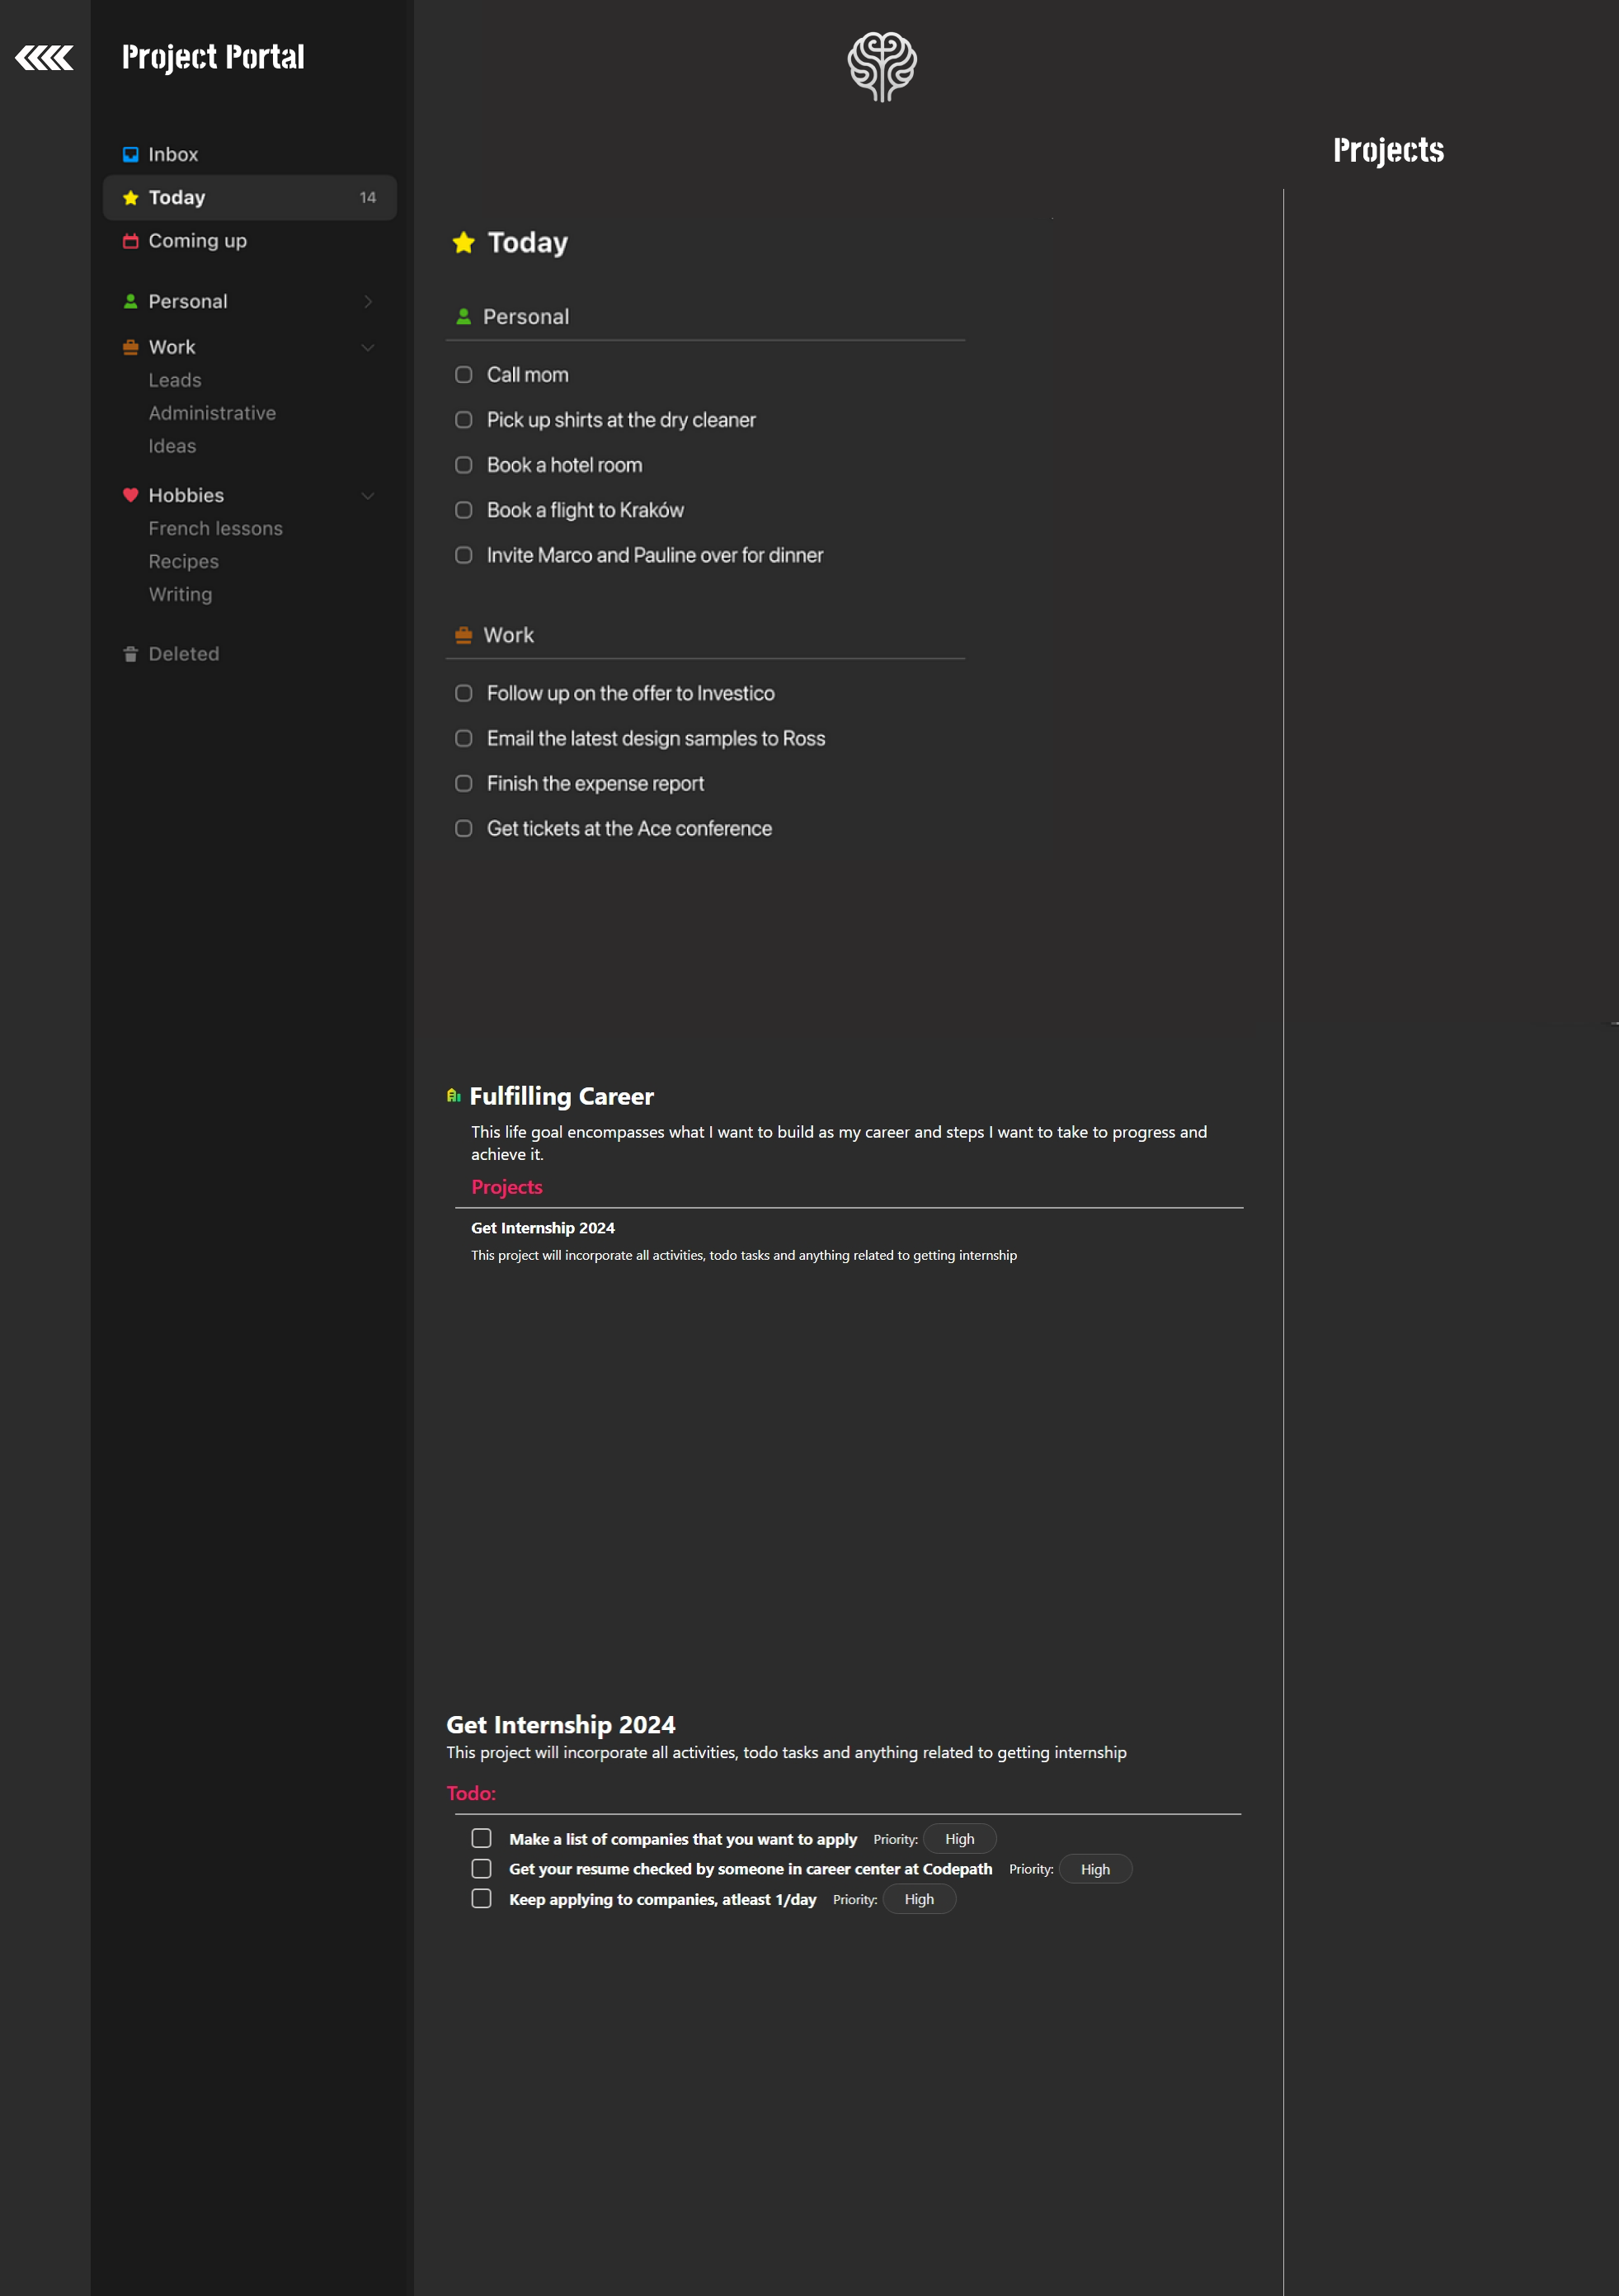 Project Portal
Inbox
Today 14
Coming up
Personal
Work
Leads
Administrative
Ideas
Hobbies
French lessons
Recipes
Writing
Deleted
Projects
Today
Personal
Call mom
Pick up shirts at the dry cleaner
Book a hotel room
Book a flight to Kraków
Invite Marco and Pauline over for dinner
Work
Follow up on the offer to Investico
Email the latest design samples to Ross
Finish the expense report
Get tickets at the Ace conference
Fulfilling Career
This life goal encompasses what I want to build as my career and steps I want to take to progress and
achieve it.
Projects
Get Internship 2024
This project will incorporate all activities, todo tasks and anything related to getting internship
Get Internship 2024
This project will incorporate all activities, todo tasks and anything related to getting internship
Todo:
Make a list of companies that you want to apply Priority: High
Get your resume checked by someone in career center at Codepath Priority: High
Keep applying to companies, atleast 1/day Priority: High